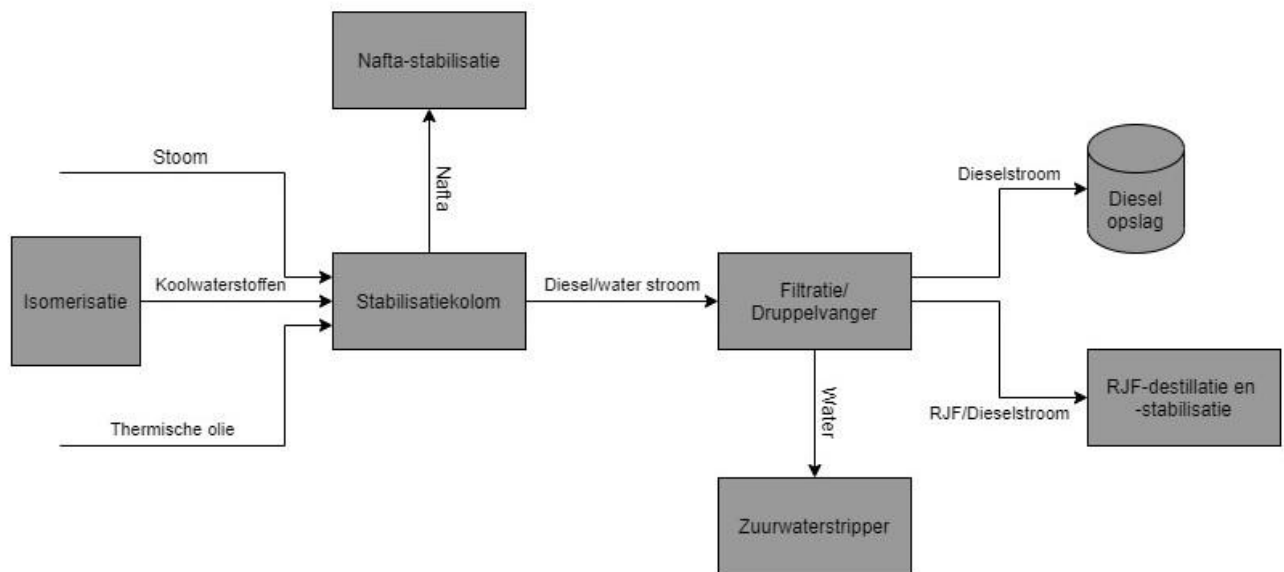 Nafta-stabilisatie
Stoom
Nafta
Dieselstroom
Diesel
opslag
Isomerisatie
Koolwaterstoffen
Stabilisatiekolom
Diesel/water stroom
Filtratie/
Druppelvanger
Thermische olie
Water
RJF/Dieselstroom
RJF-destillatie en
-stabilisatie
Zuurwaterstripper